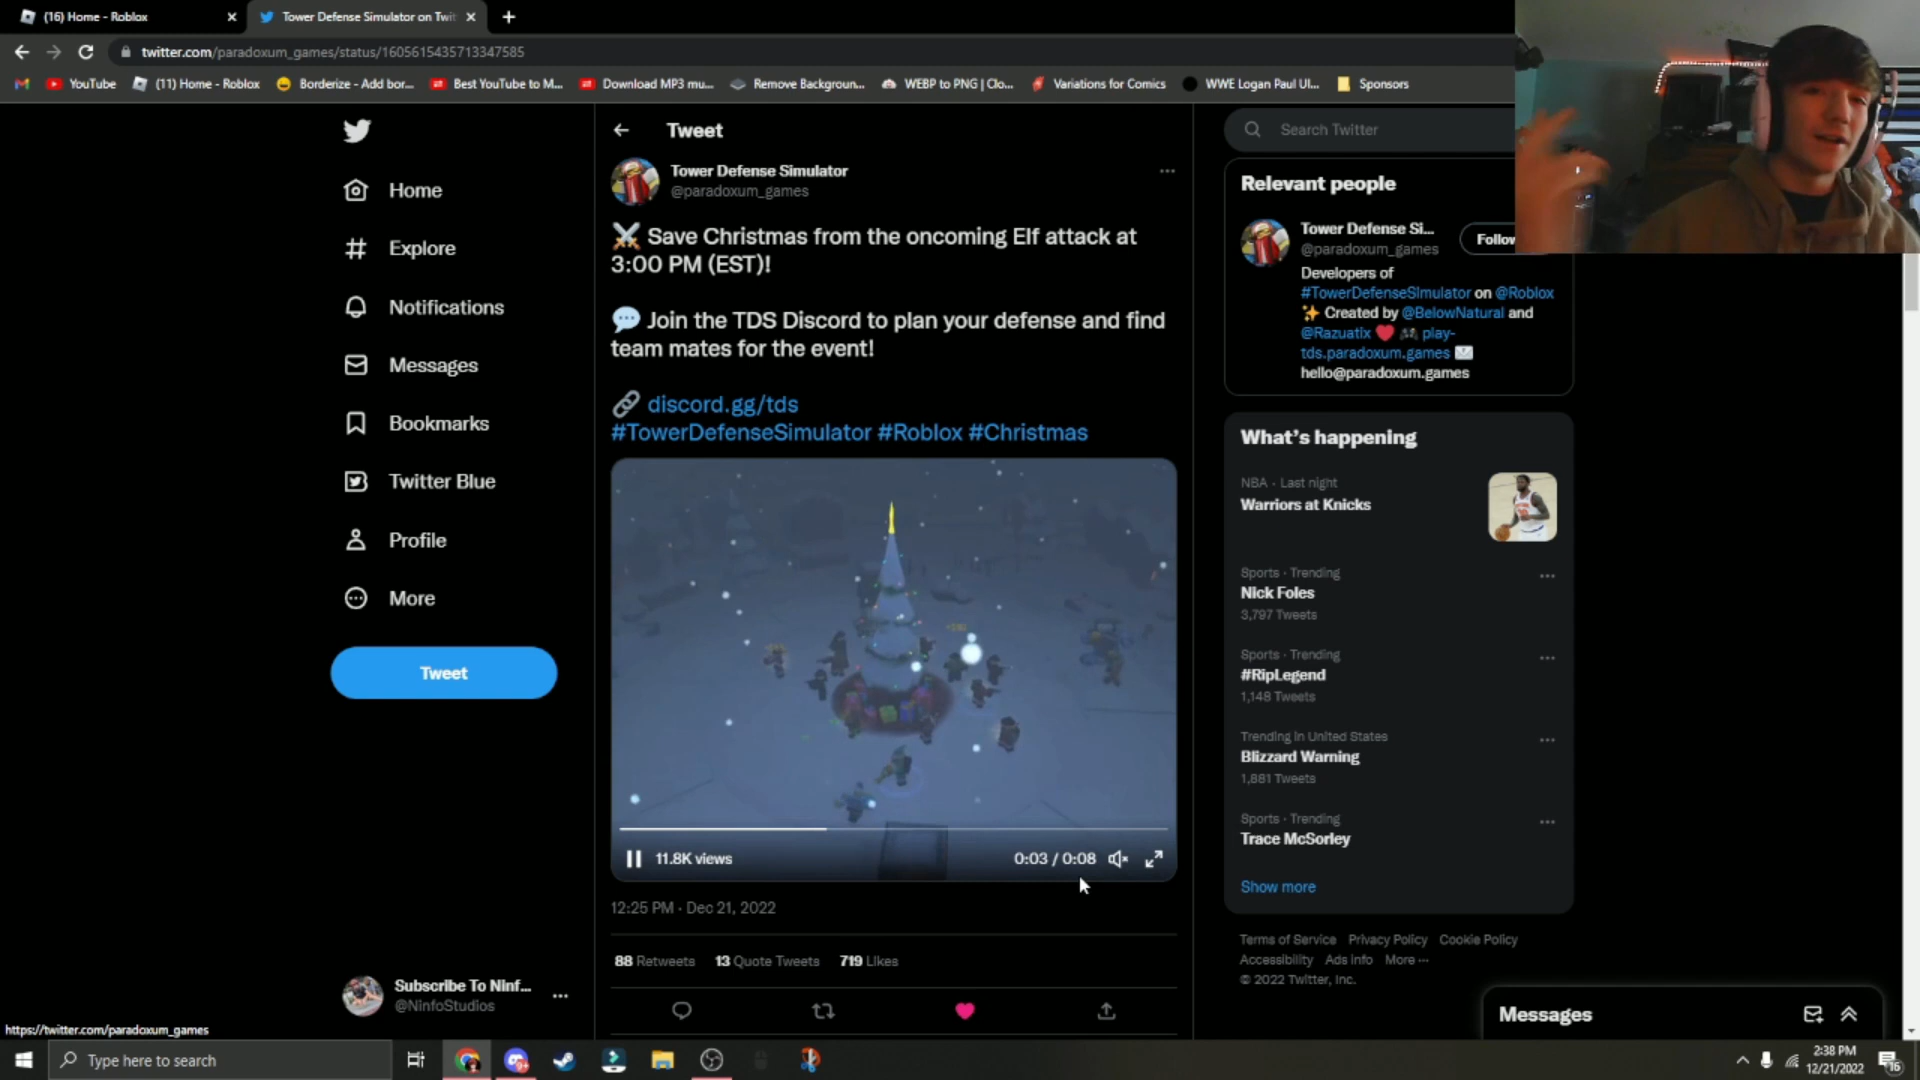 (16) Home - Roblox
Tower Defense Simulator on Twit
twitter.com/paradoxum_games/status/1605615435713347585
YouTube
(11) Home - Roblox
Borderize - Add bor...
Best YouTube to M...
Download MP3 mu...
Remove Backgroun...
WEBP to PNG | Clo...
Variations for Comics
WWE Logan Paul Ul...
Sponsors
Home
Explore
Notifications
Messages
Bookmarks
Twitter Blue
Profile
More
Tweet
Subscribe To Ninf...
@NinfoStudios
https://twitter.com/paradoxum_games
Tweet
Tower Defense Simulator
@paradoxum_games
Save Christmas from the oncoming Elf attack at
3:00 PM (EST)!
Join the TDS Discord to plan your defense and find
team mates for the event!
discord.gg/tds
#TowerDefenseSimulator #Roblox #Christmas
11.8K views
0:03 / 0:08
12:25 PM · Dec 21, 2022
88 Retweets 13 Quote Tweets 719 Likes
Search Twitter
Relevant people
Tower Defense Si...
@paradoxum_games
Follow
Developers of
#TowerDefenseSimulator on @Roblox
Created by @BelowNatural and
@Razuatix play-
tds.paradoxum.games
hello@paradoxum.games
What's happening
NBA · Last night
Warriors at Knicks
Sports · Trending
Nick Foles
3,797 Tweets
Sports · Trending
#RipLegend
1,148 Tweets
Trending in United States
Blizzard Warning
1,881 Tweets
Sports · Trending
Trace McSorley
Show more
Terms of Service Privacy Policy Cookie Policy
Accessibility Ads info More ...
© 2022 Twitter, Inc.
Messages
Type here to search
2:38 PM
12/21/2022
16